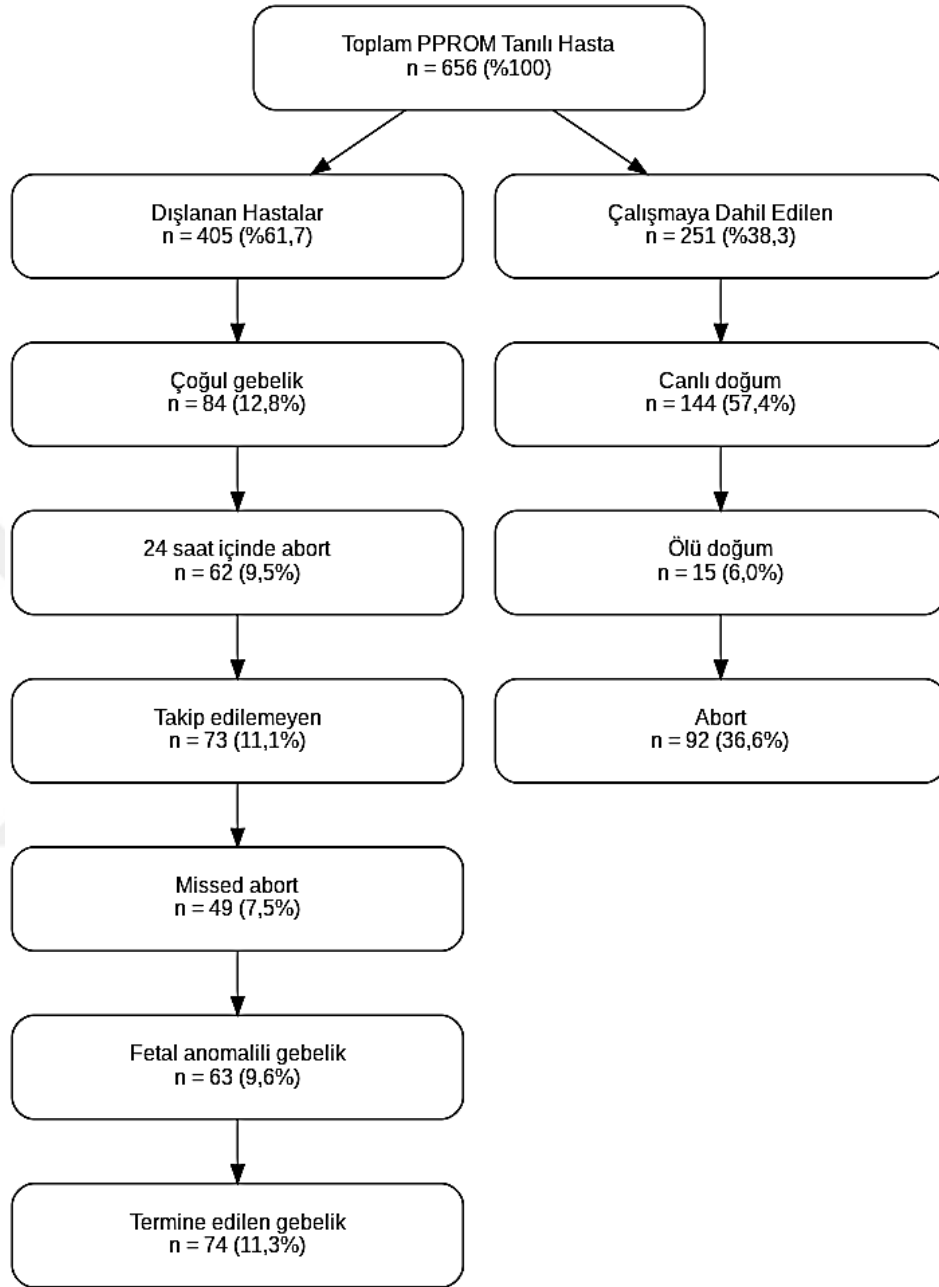 Toplam PPROM Tanılı Hasta
n = 656 (%100)
Dışlanan Hastalar
n = 405 (%61,7)
Çalışmaya Dahil Edilen
n = 251 (%38,3)
Çoğul gebelik
n = 84 (12,8%)
Canlı doğum
n = 144 (57,4%)
24 saat içinde abort
n = 62 (9,5%)
Ölü doğum
n = 15 (6,0%)
Takip edilemeyen
n = 73 (11,1%)
Abort
n = 92 (36,6%)
Missed abort
n = 49 (7,5%)
Fetal anomalili gebelik
n = 63 (9,6%)
Termine edilen gebelik
n = 74 (11,3%)